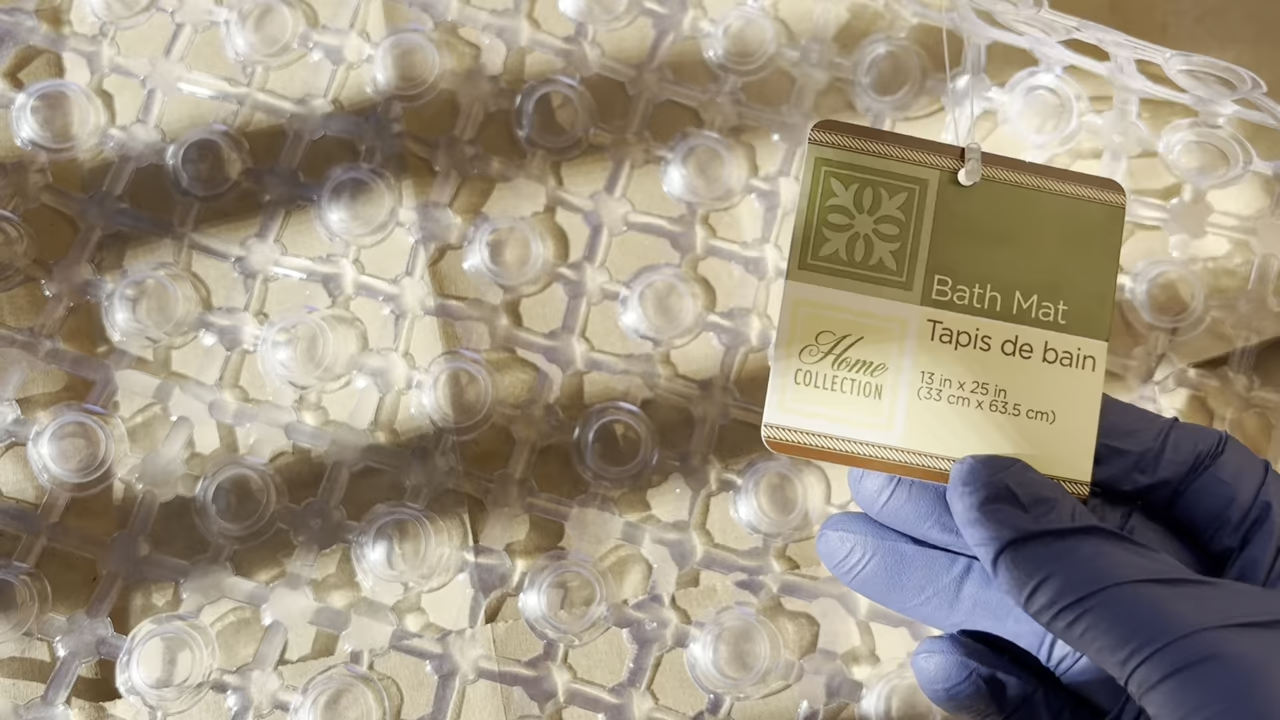 Bath Mat
Tapis de bain
Home
COLLECTION
13 in x 25 in
(33 cm x 63.5 cm)